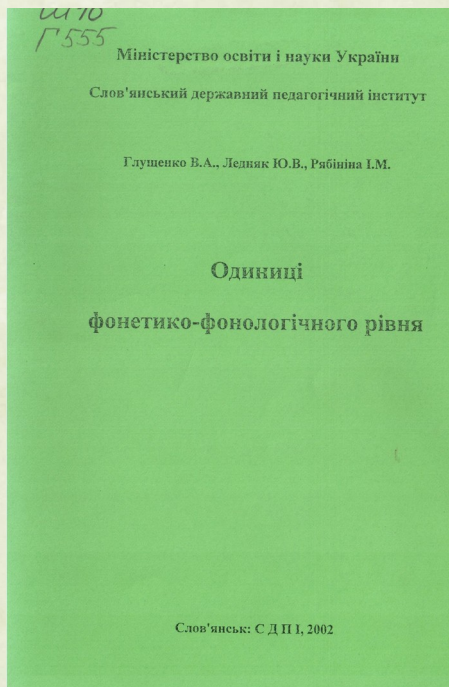 Ш10
Г555
Міністерство освіти і науки України
Слов'янський державний педагогічний інститут
Глущенко В.А., Ледняк Ю.В., Рябініна І.М.
Одиниці
фонетико-фонологічного рівня
Слов'янськ: С Д П І, 2002